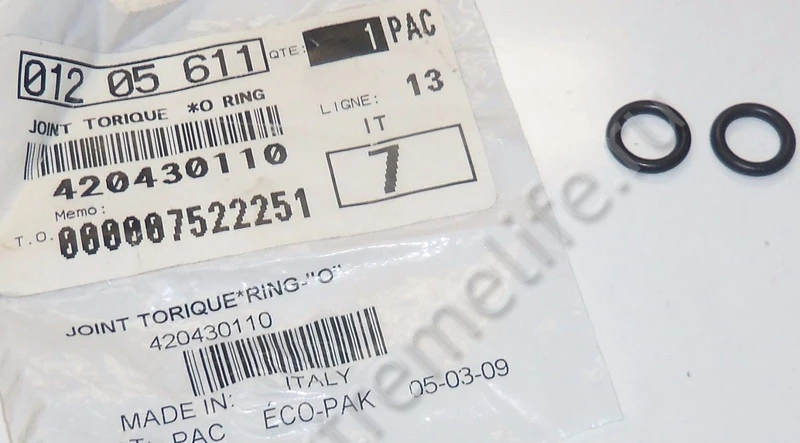 012 05 611 QTE: 1 PAC
JOINT TORIQUE *O RING
LIGNE: 13
420430110
IT
7
Memo:
T.O. 000007522251
JOINT TORIQUE*RING-"O"
420430110
ITALY
MADE IN:
PAC ÉCO-PAK 05-03-09